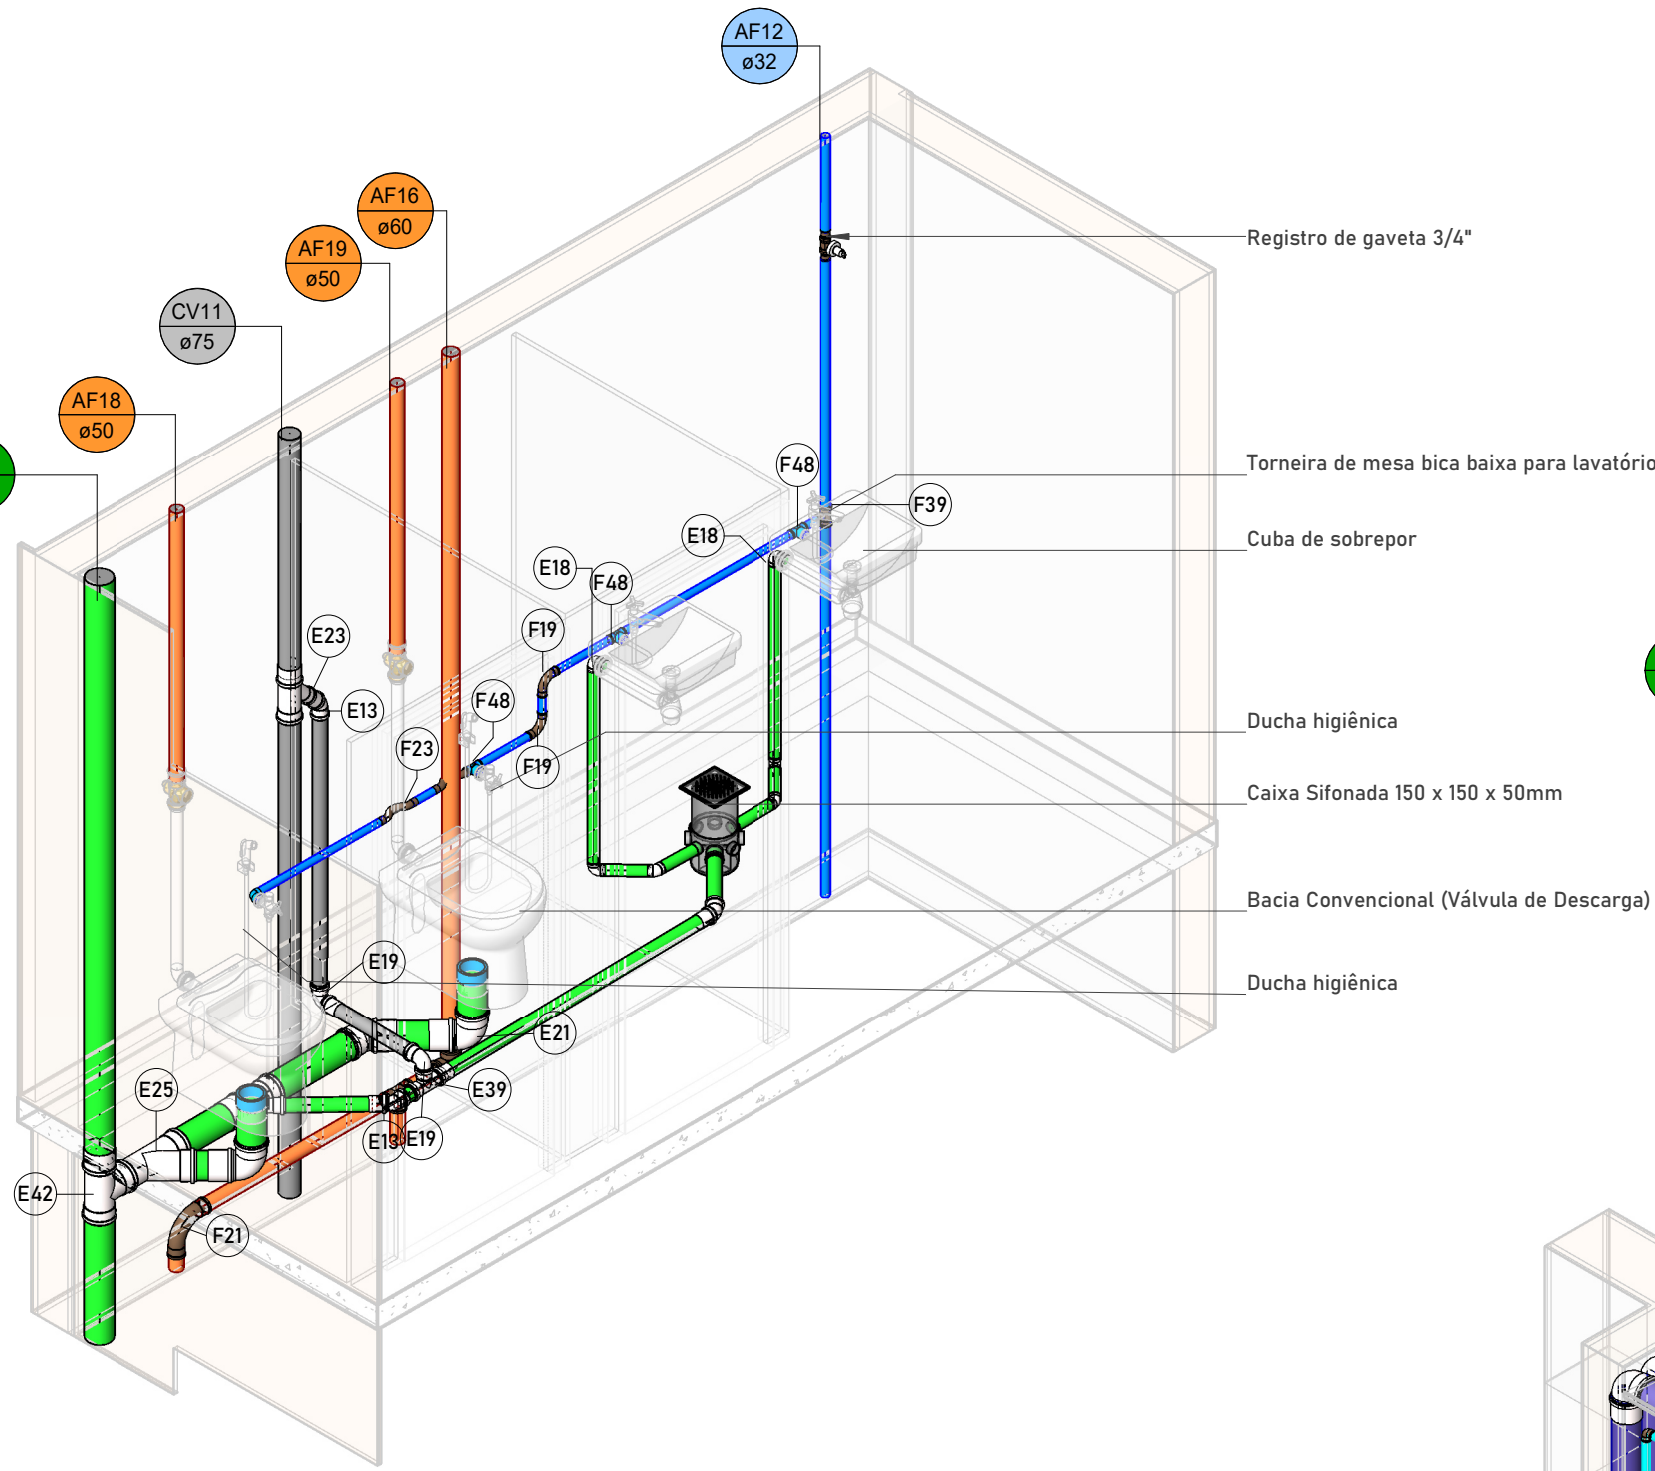 AF12
ø32
AF16
ø60
Registro de gaveta 3/4"
AF19
ø50
CV11
ø75
AF18
ø50
F48
Torneira de mesa bica baixa para lavatório
F39
E18
Cuba de sobrepor
E18
F48
F19
E23
F48
E13
Ducha higiênica
F23
F19
Caixa Sifonada 150 x 150 x 50mm
Bacia Convencional (Válvula de Descarga)
E19
Ducha higiênica
E21
E25
E39
E13
E19
E42
F21